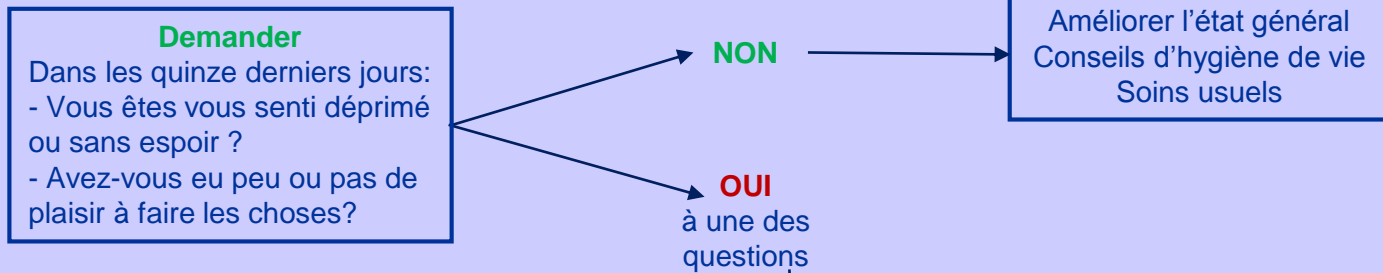 Demander
Dans les quinze derniers jours:
- Vous êtes vous senti déprimé
ou sans espoir ?
- Avez-vous eu peu ou pas de
plaisir à faire les choses?
NON
Améliorer l’état général
Conseils d’hygiène de vie
Soins usuels
OUI
à une des
questions